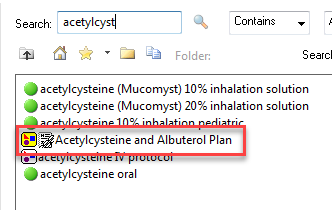 Search: acetylcyst Contains
Folder: Search
acetylcysteine (Mucomyst) 10% inhalation solution
acetylcysteine (Mucomyst) 20% inhalation solution
acetylcysteine 10% inhalation pediatric
Acetylcysteine and Albuterol Plan
acetylcysteine IV protocol
acetylcysteine oral